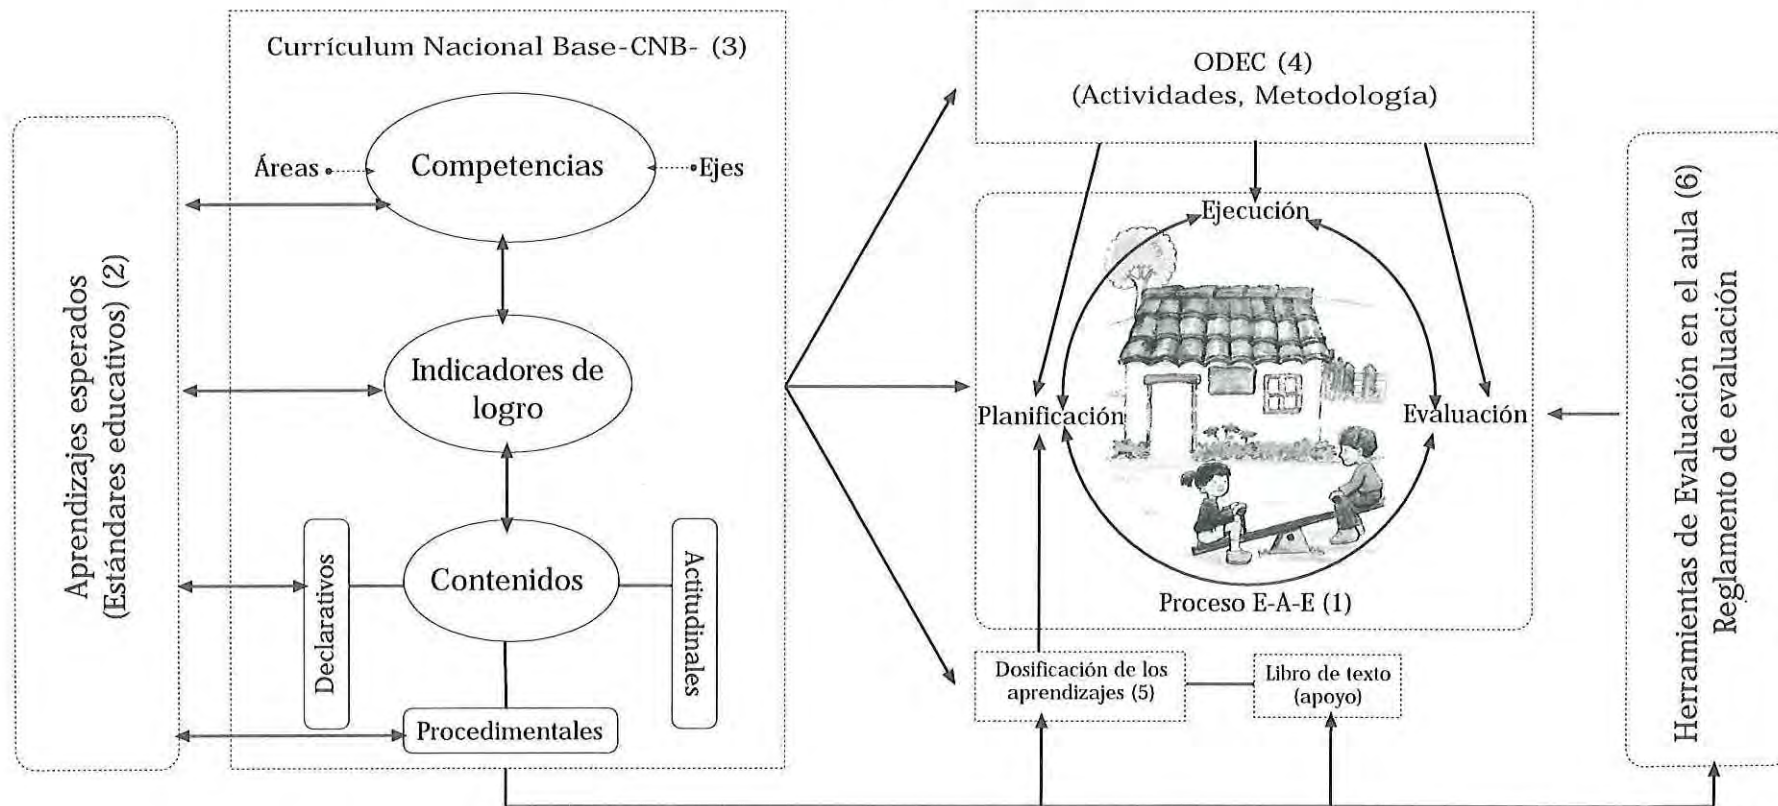 Aprendizajes esperados
(Estándares educativos) (2)
Currículum Nacional Base-CNB- (3)
Áreas
Competencias
Ejes
Indicadores de
logro
Declarativos
Contenidos
Actitudinales
Procedimentales
ODEC (4)
(Actividades, Metodología)
Ejecución
Planificación
Evaluación
Proceso E-A-E (1)
Dosificación de los
aprendizajes (5)
Libro de texto
(apoyo)
Herramientas de Evaluación en el aula (6)
Reglamento de evaluación